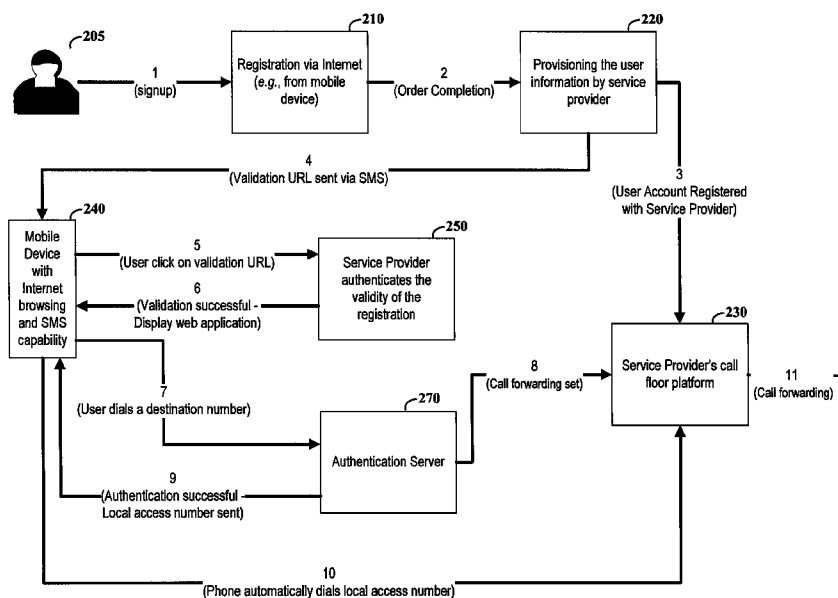 205
1
(signup)
210
Registration via Internet
(e.g., from mobile
device)
2
(Order Completion)
220
Provisioning the user
information by service
provider
3
(User Account Registered
with Service Provider)
4
(Validation URL sent via SMS)
240
Mobile
Device
with
Internet
browsing
and SMS
capability
5
(User click on validation URL)
6
(Validation successful -
Display web application)
250
Service Provider
authenticates the
validity of the
registration
7
(User dials a destination number)
270
Authentication Server
8
(Call forwarding set)
230
Service Provider's call
floor platform
11
(Call forwarding)
9
(Authentication successful -
Local access number sent)
10
(Phone automatically dials local access number)